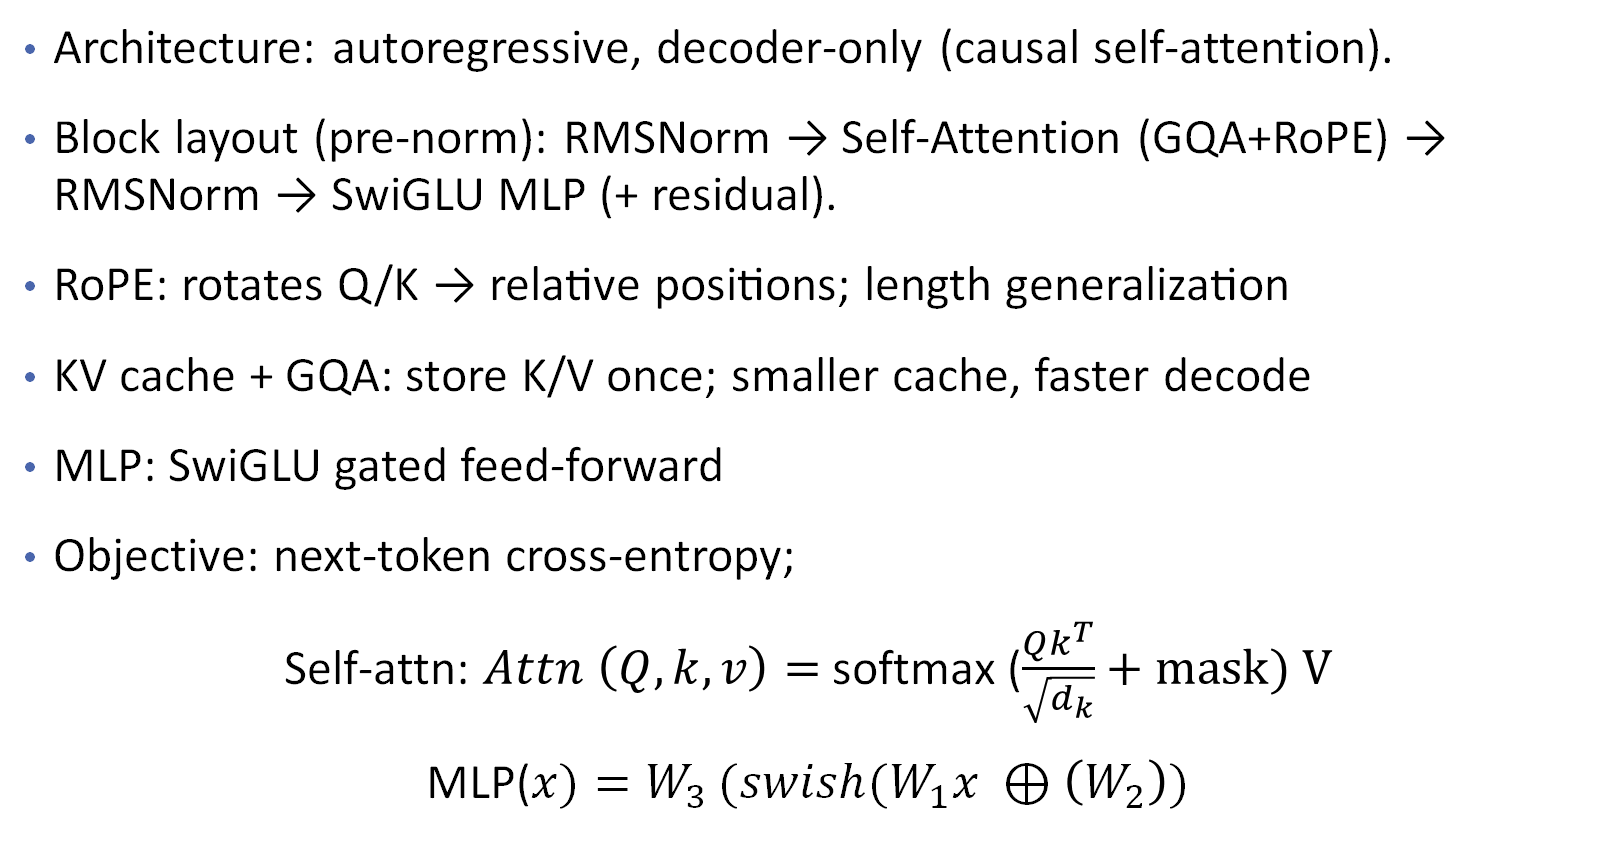 • Architecture: autoregressive, decoder-only (causal self-attention).
• Block layout (pre-norm): RMSNorm → Self-Attention (GQA+RoPE) →
RMSNorm → SwiGLU MLP (+ residual).
• RoPE: rotates Q/K → relative positions; length generalization
• KV cache + GQA: store K/V once; smaller cache, faster decode
• MLP: SwiGLU gated feed-forward
• Objective: next-token cross-entropy;
Self-attn: Attn (Q, k, v) = softmax (Qk^T/√d_k + mask) V
MLP(x) = W₃ (swish(W₁x ⊕ (W₂))